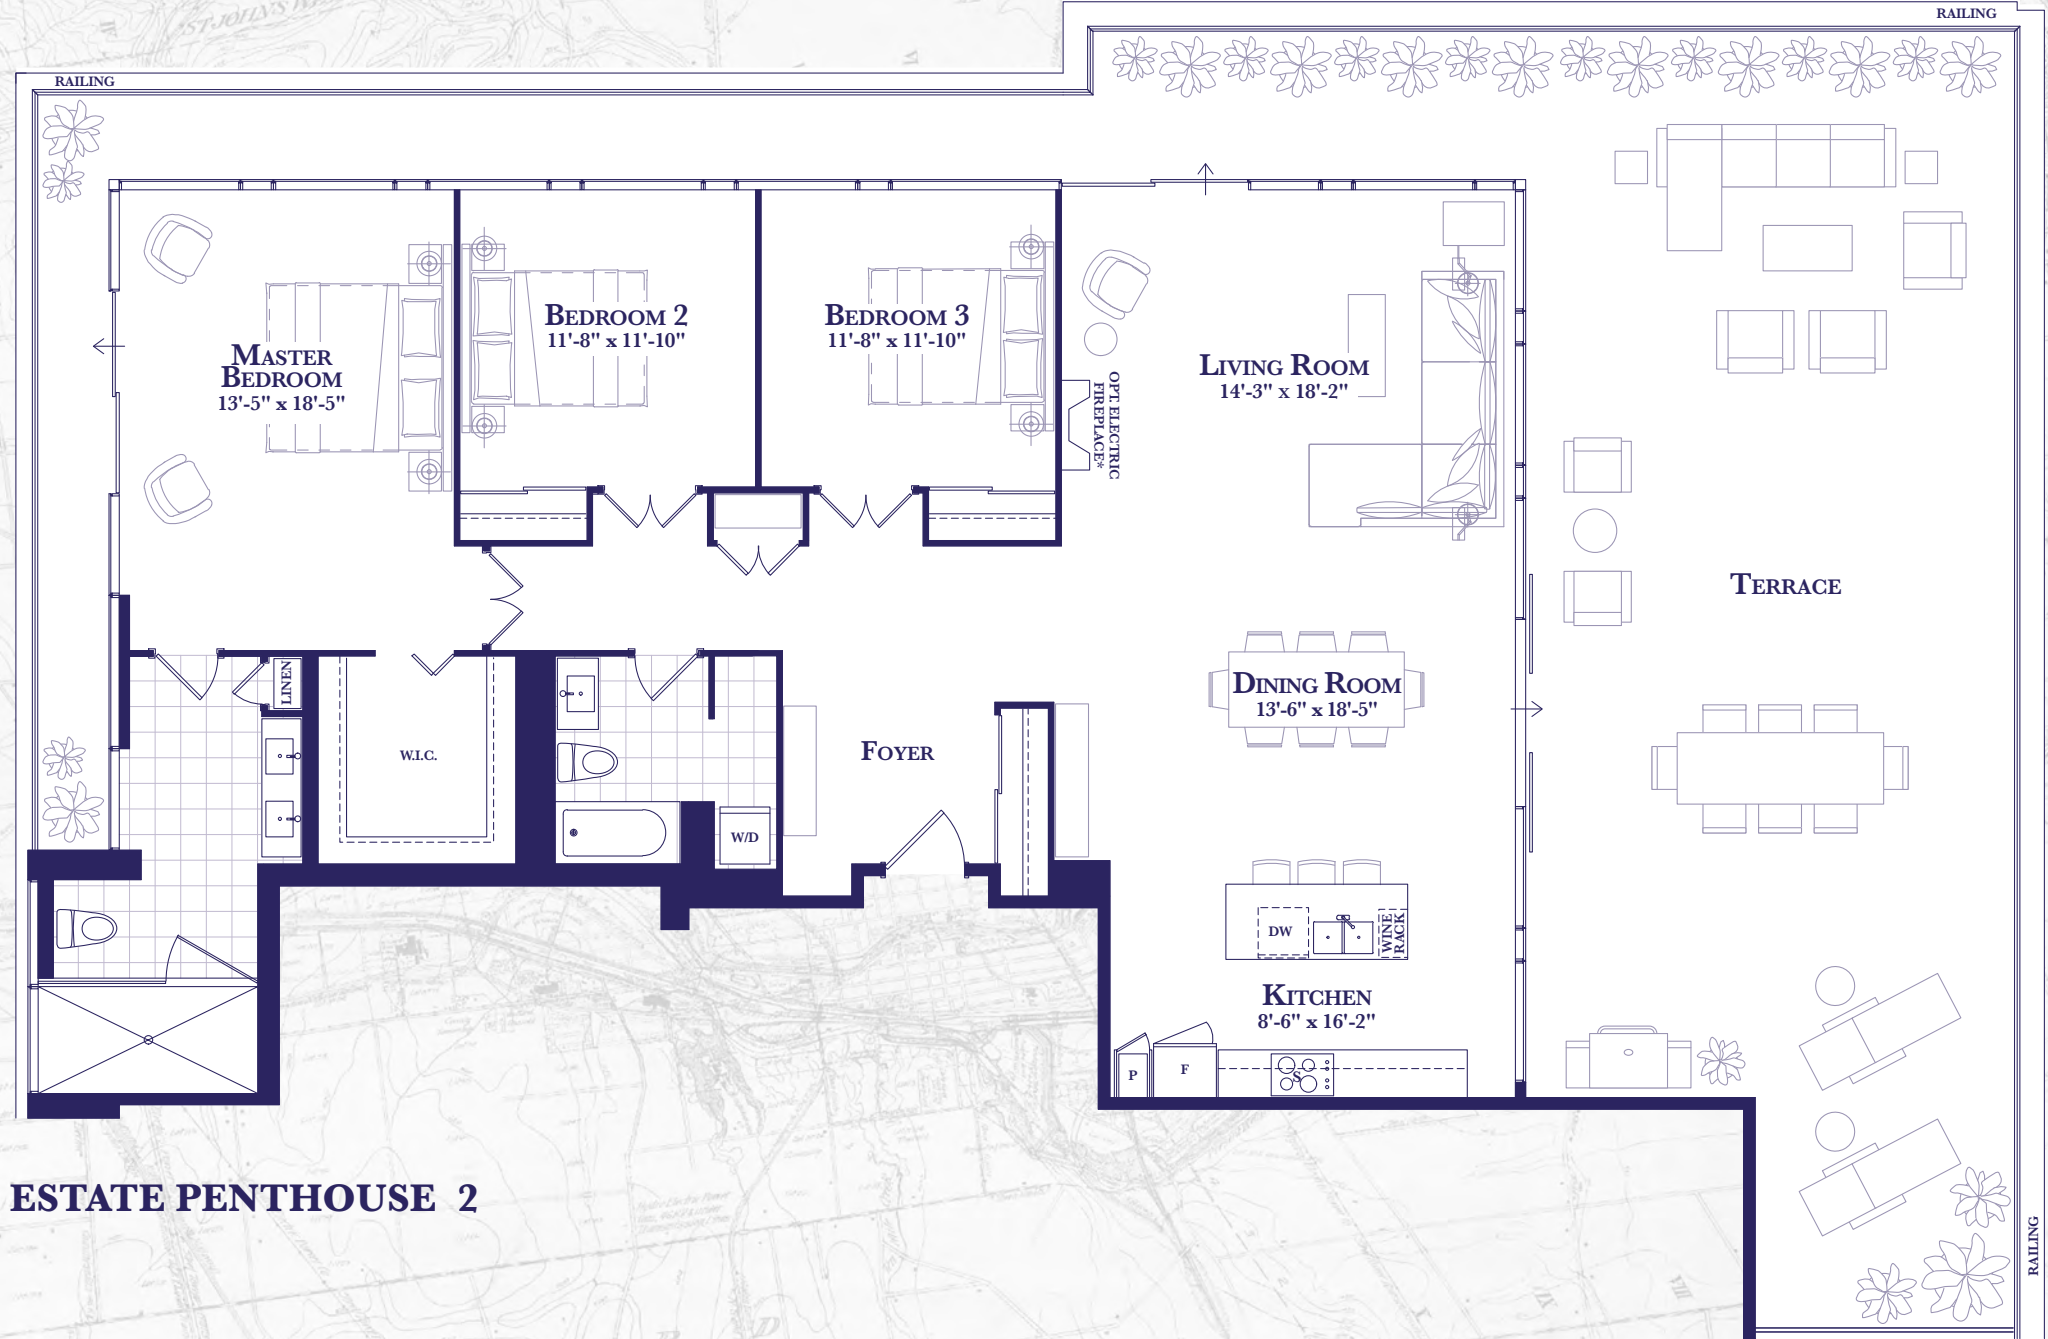 RAILING
RAILING
BEDROOM 2
11'-8" x 11'-10"
BEDROOM 3
11'-8" x 11'-10"
MASTER
BEDROOM
13'-5" x 18'-5"
OPT. ELECTRIC
FIREPLACE*
LIVING ROOM
14'-3" x 18'-2"
TERRACE
LINEN
W.I.C.
FOYER
DINING ROOM
13'-6" x 18'-5"
W/D
DW
WINE
RACK
KITCHEN
8'-6" x 16'-2"
P
F
S
ESTATE PENTHOUSE 2
RAILING